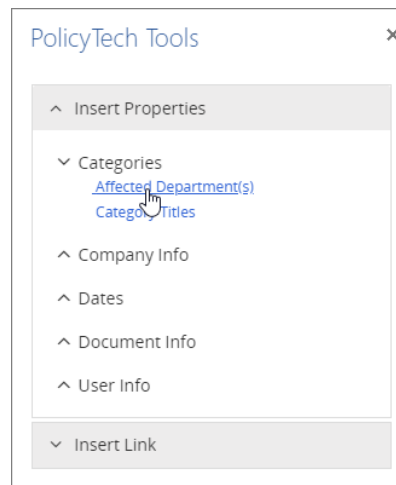 PolicyTech Tools
Insert Properties
Categories
Affected Department(s)
Category Titles
Company Info
Dates
Document Info
User Info
Insert Link